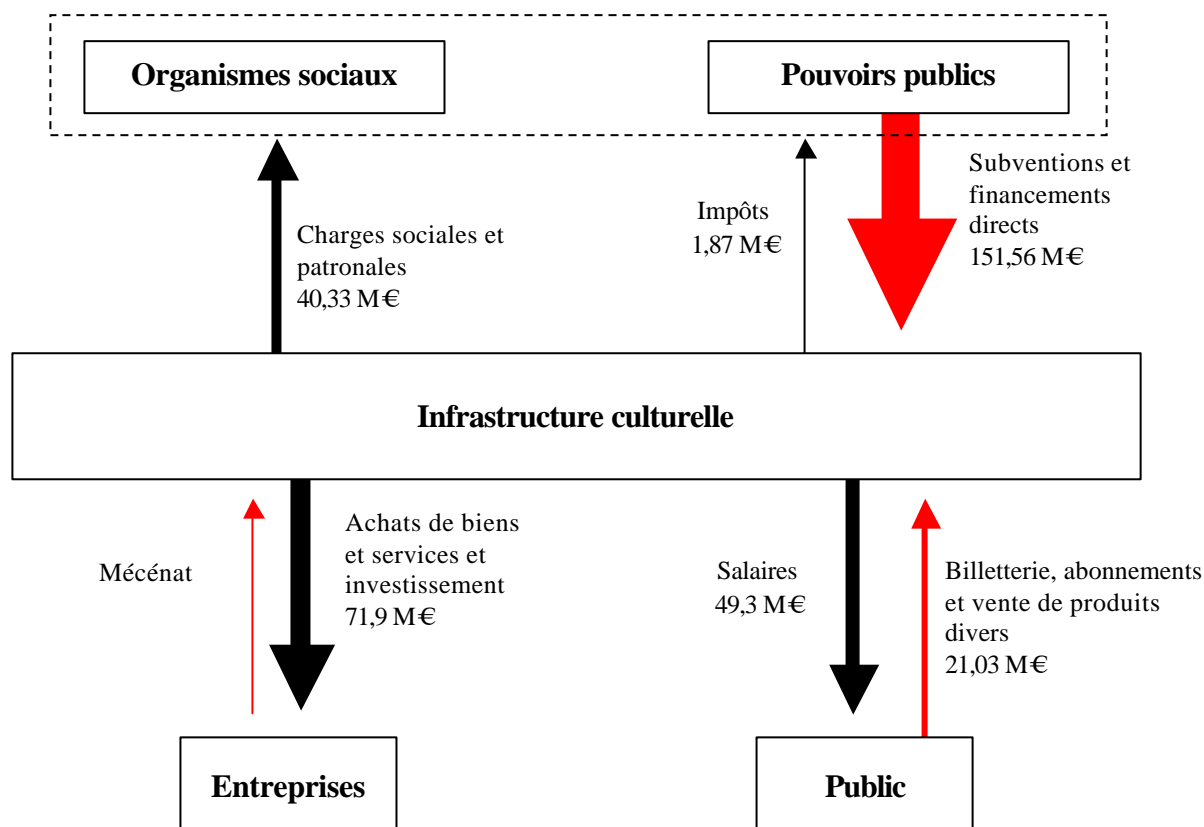 Organismes sociaux
Pouvoirs publics
Charges sociales et
patronales
40,33 M€
Impôts
1,87 M€
Subventions et
financements
directs
151,56 M€
Infrastructure culturelle
Mécénat
Achats de biens
et services et
investissement
71,9 M€
Salaires
49,3 M€
Billetterie, abonnements
et vente de produits
divers
21,03 M€
Entreprises
Public